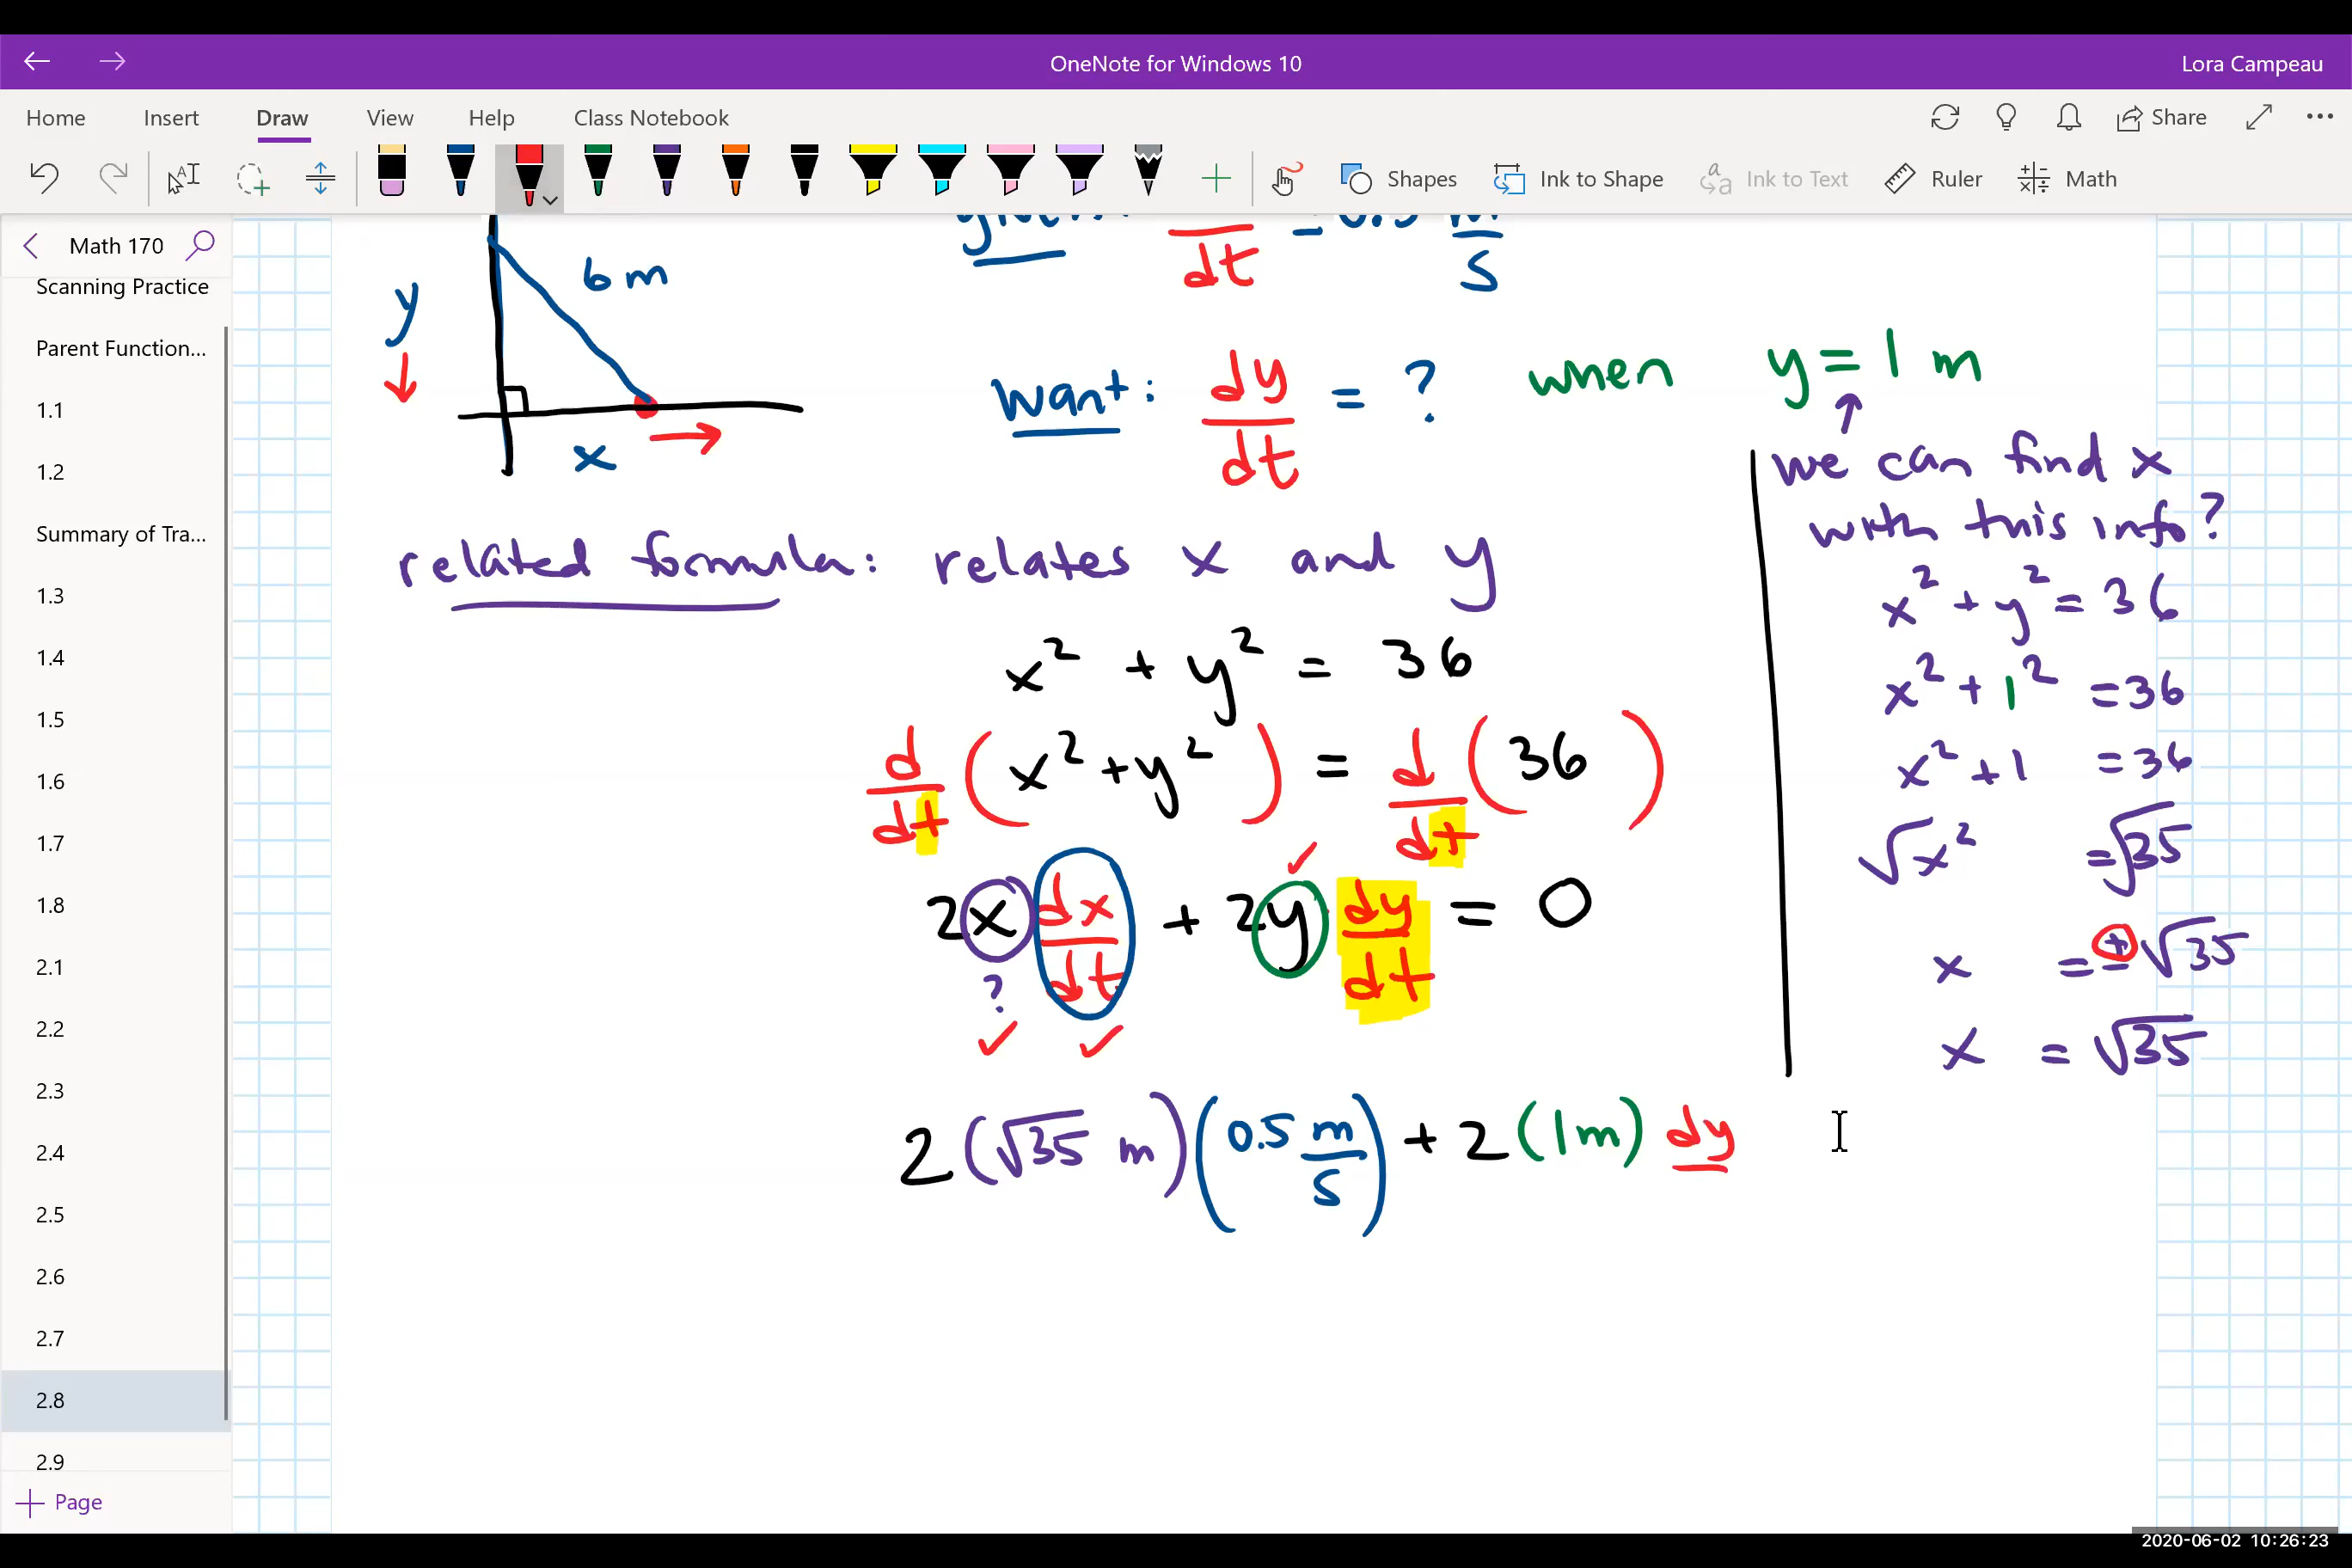 OneNote for Windows 10
Lora Campeau
Home Insert Draw View Help Class Notebook
Share
Shapes Ink to Shape Ink to Text Ruler Math
Math 170
Scanning Practice
Parent Function...
1.1
1.2
Summary of Tra...
1.3
1.4
1.5
1.6
1.7
1.8
2.1
2.2
2.3
2.4
2.5
2.6
2.7
2.8
2.9
Page
dt = 0.5 m/s
y 6 m
x
want: dy/dt = ? when y = 1 m
related formula: relates x and y
x² + y² = 36
d/dt (x² + y²) = d/dt (36)
2x dx/dt + 2y dy/dt = 0
?
2 (√35 m) (0.5 m/s) + 2 (1m) dy
we can find x
with this info?
x² + y² = 36
x² + 1² = 36
x² + 1 = 36
√x² = √35
x = ± √35
x = √35
2020-06-02 10:26:23